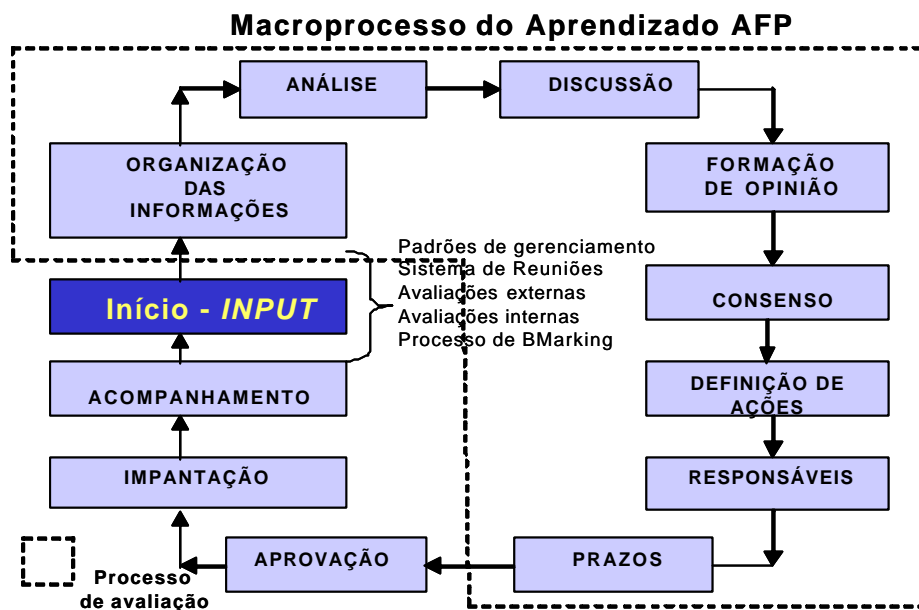 Macroprocesso do Aprendizado AFP
ANÁLISE
DISCUSSÃO
ORGANIZAÇÃO
DAS
INFORMAÇÕES
FORMAÇÃO
DE OPINIÃO
Padrões de gerenciamento
Sistema de Reuniões
Avaliações externas
Avaliações internas
Processo de BMarking
Início - INPUT
CONSENSO
ACOMPANHAMENTO
DEFINIÇÃO DE
AÇÕES
IMPANTAÇÃO
RESPONSÁVEIS
APROVAÇÃO
PRAZOS
Processo
de avaliação